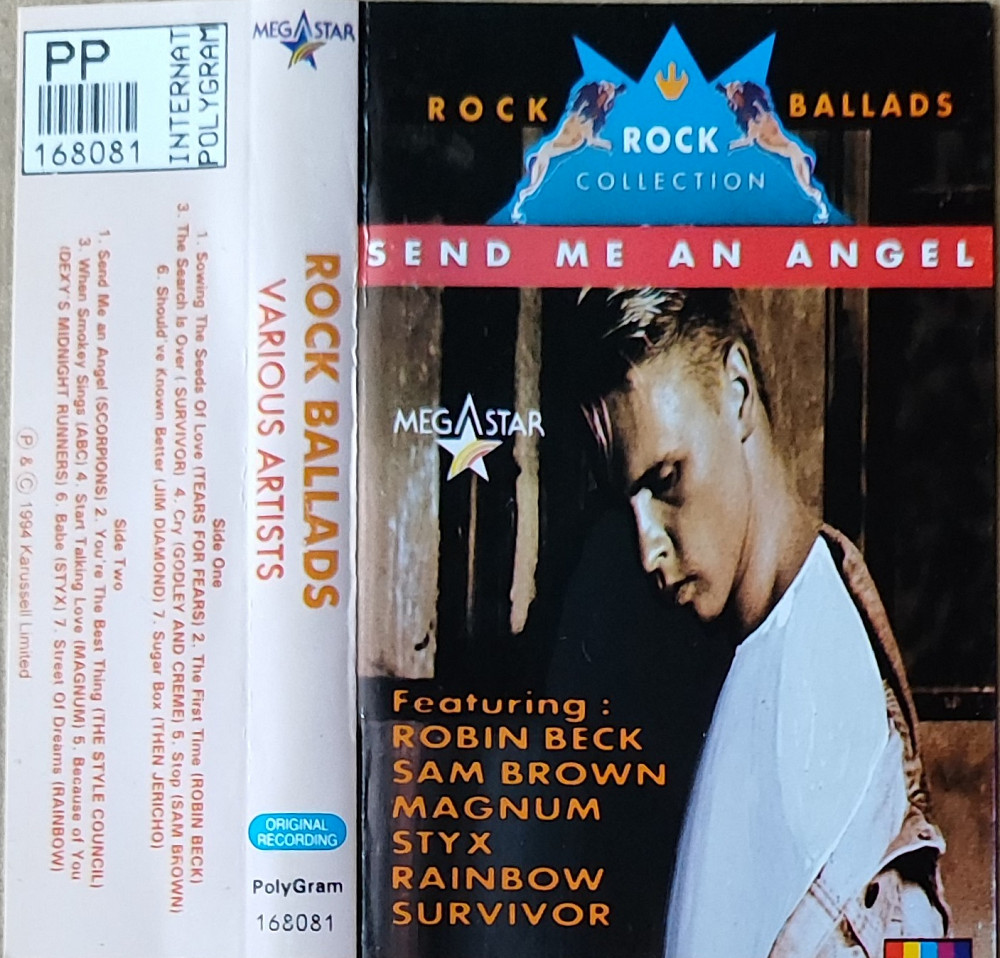 PP
168081
INTERNAT
POLYGRAM
Side One
1. Sowing The Seeds Of Love (TEARS FOR FEARS) 2. The First Time (ROBIN BECK)
3. The Search Is Over ( SURVIVOR) 4. Cry (GODLEY AND CREME) 5. Stop (SAM BROWN)
6. Should've Known Better (JIM DIAMOND) 7. Sugar Box (THEN JERICHO)
Side Two
1. Send Me an Angel (SCORPIONS) 2. You're The Best Thing (THE STYLE COUNCIL)
3. When Smokey Sings (ABC) 4. Start Talking Love (MAGNUM) 5. Because of You
(DEXY'S MIDNIGHT RUNNERS) 6. Babe (STYX) 7. Street Of Dreams (RAINBOW)
Ⓟ & © 1994 Karussell Limited
MEGASTAR
ROCK BALLADS
VARIOUS ARTISTS
ORIGINAL
RECORDING
PolyGram
168081
ROCK BALLADS
ROCK
COLLECTION
SEND ME AN ANGEL
MEGASTAR
Featuring :
ROBIN BECK
SAM BROWN
MAGNUM
STYX
RAINBOW
SURVIVOR